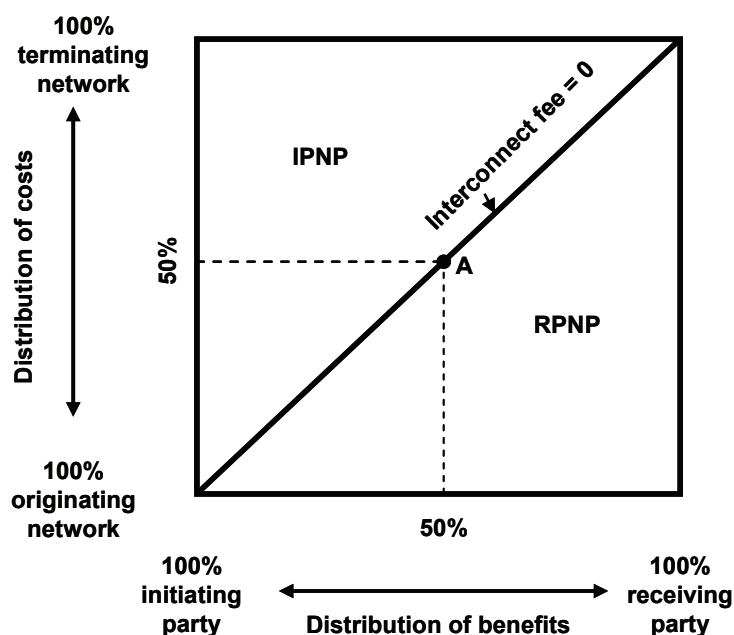 100%
terminating
network
Distribution of costs
100%
originating
network
50%
IPNP
Interconnect fee = 0
A
RPNP
50%
100%
initiating
party
Distribution of benefits
100%
receiving
party